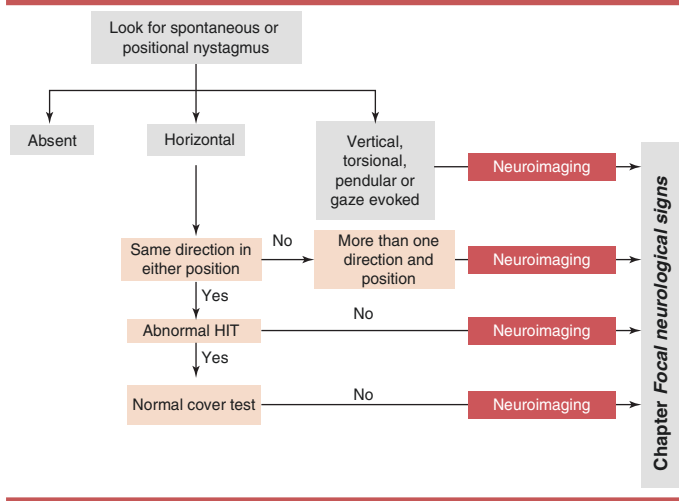 Look for spontaneous or
positional nystagmus
Absent
Horizontal
Vertical,
torsional,
pendular or
gaze evoked
Neuroimaging
Same direction in
either position
No
More than one
direction and
position
Neuroimaging
Yes
Abnormal HIT
No
Neuroimaging
Yes
Normal cover test
No
Neuroimaging
Chapter Focal neurological signs